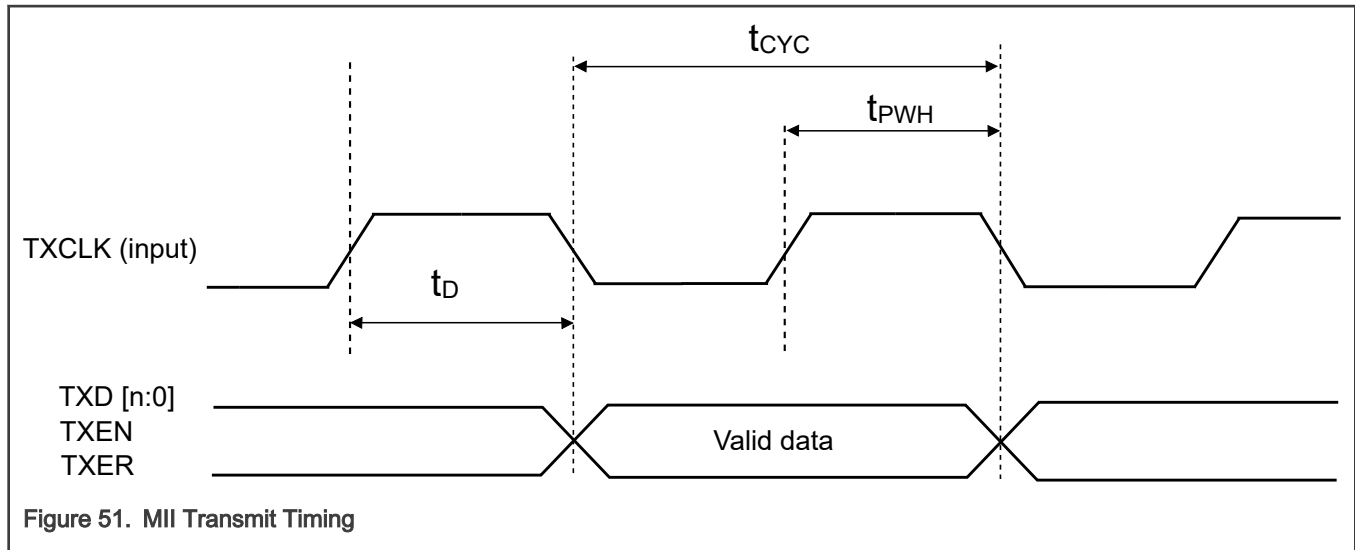 tCYC
tPWH
TXCLK (input)
tD
TXD [n:0]
TXEN
Valid data
TXER
Figure 51. MII Transmit Timing